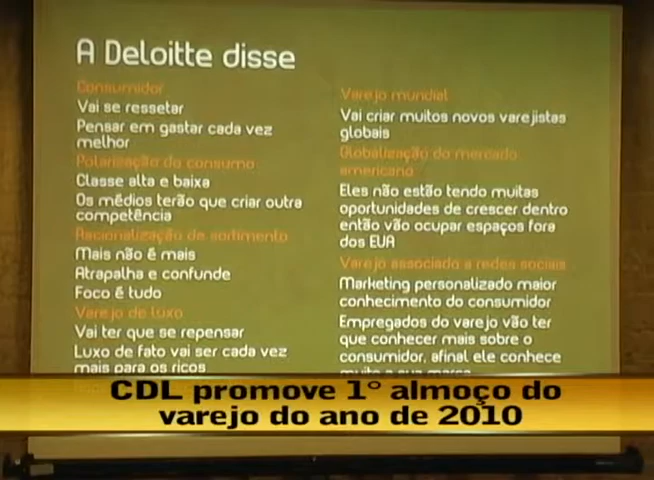 A Deloitte disse
Consumidor
Vai se ressetar
Pensar em gastar cada vez
melhor
Polarização do consumo
Classe alta e baixa
Os médios terão que criar outra
competência
Racionalização de sortimento
Mais não é mais
Atrapalha e confunde
Foco é tudo
Varejo de luxo
Vai ter que se repensar
Luxo de fato vai ser cada vez
mais para os ricos
Varejo mundial
Vai criar muitos novos varejistas
globais
Globalização do mercado
americano
Eles não estão tendo muitas
oportunidades de crescer dentro
então vão ocupar espaços fora
dos EUA
Varejo associado a redes sociais
Marketing personalizado maior
conhecimento do consumidor
Empregados do varejo vão ter
que conhecer mais sobre o
consumidor, afinal ele conhece
muito a sua marca
CDL promove 1° almoço do
varejo do ano de 2010